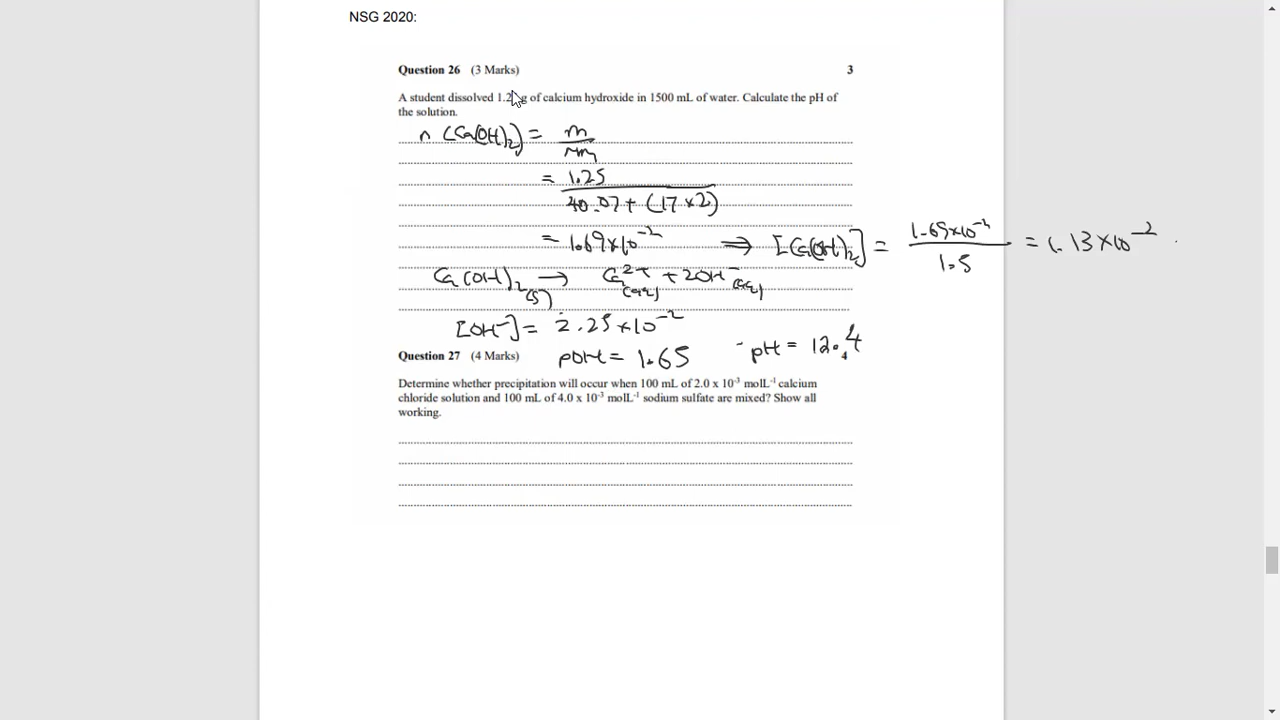 NSG 2020:
Question 26 (3 Marks) 3
A student dissolved 1.2 g of calcium hydroxide in 1500 mL of water. Calculate the pH of
the solution.
n (Ca(OH)₂) = m / Mm
= 1.25 / 40.07 + (17 × 2)
= 1.69 × 10⁻² ⇒ [Ca(OH)₂] = 1.69 × 10⁻² / 1.5 = 1.13 × 10⁻²
Ca(OH)₂(s) → Ca²⁺(aq) + 2OH⁻(aq)
[OH⁻] = 2.25 × 10⁻²
pOH = 1.65 pH = 12.4
Question 27 (4 Marks)
Determine whether precipitation will occur when 100 mL of 2.0 x 10⁻³ molL⁻¹ calcium
chloride solution and 100 mL of 4.0 x 10⁻³ molL⁻¹ sodium sulfate are mixed? Show all
working.